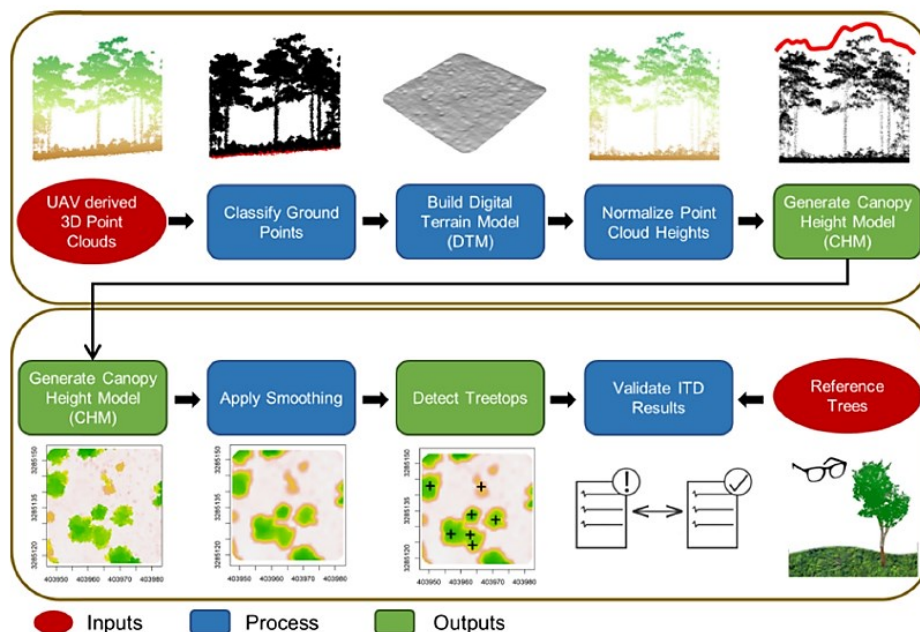 UAV derived
3D Point
Clouds
Classify Ground
Points
Build Digital
Terrain Model
(DTM)
Normalize Point
Cloud Heights
Generate Canopy
Height Model
(CHM)
Generate Canopy
Height Model
(CHM)
Apply Smoothing
Detect Treetops
Validate ITD
Results
Reference
Trees
3285150
3285135
3285120
403950 403960 403970 403980
3285150
3285135
3285120
403950 403960 403970 403980
3285150
3285135
3285120
403950 403960 403970 403980
Inputs
Process
Outputs